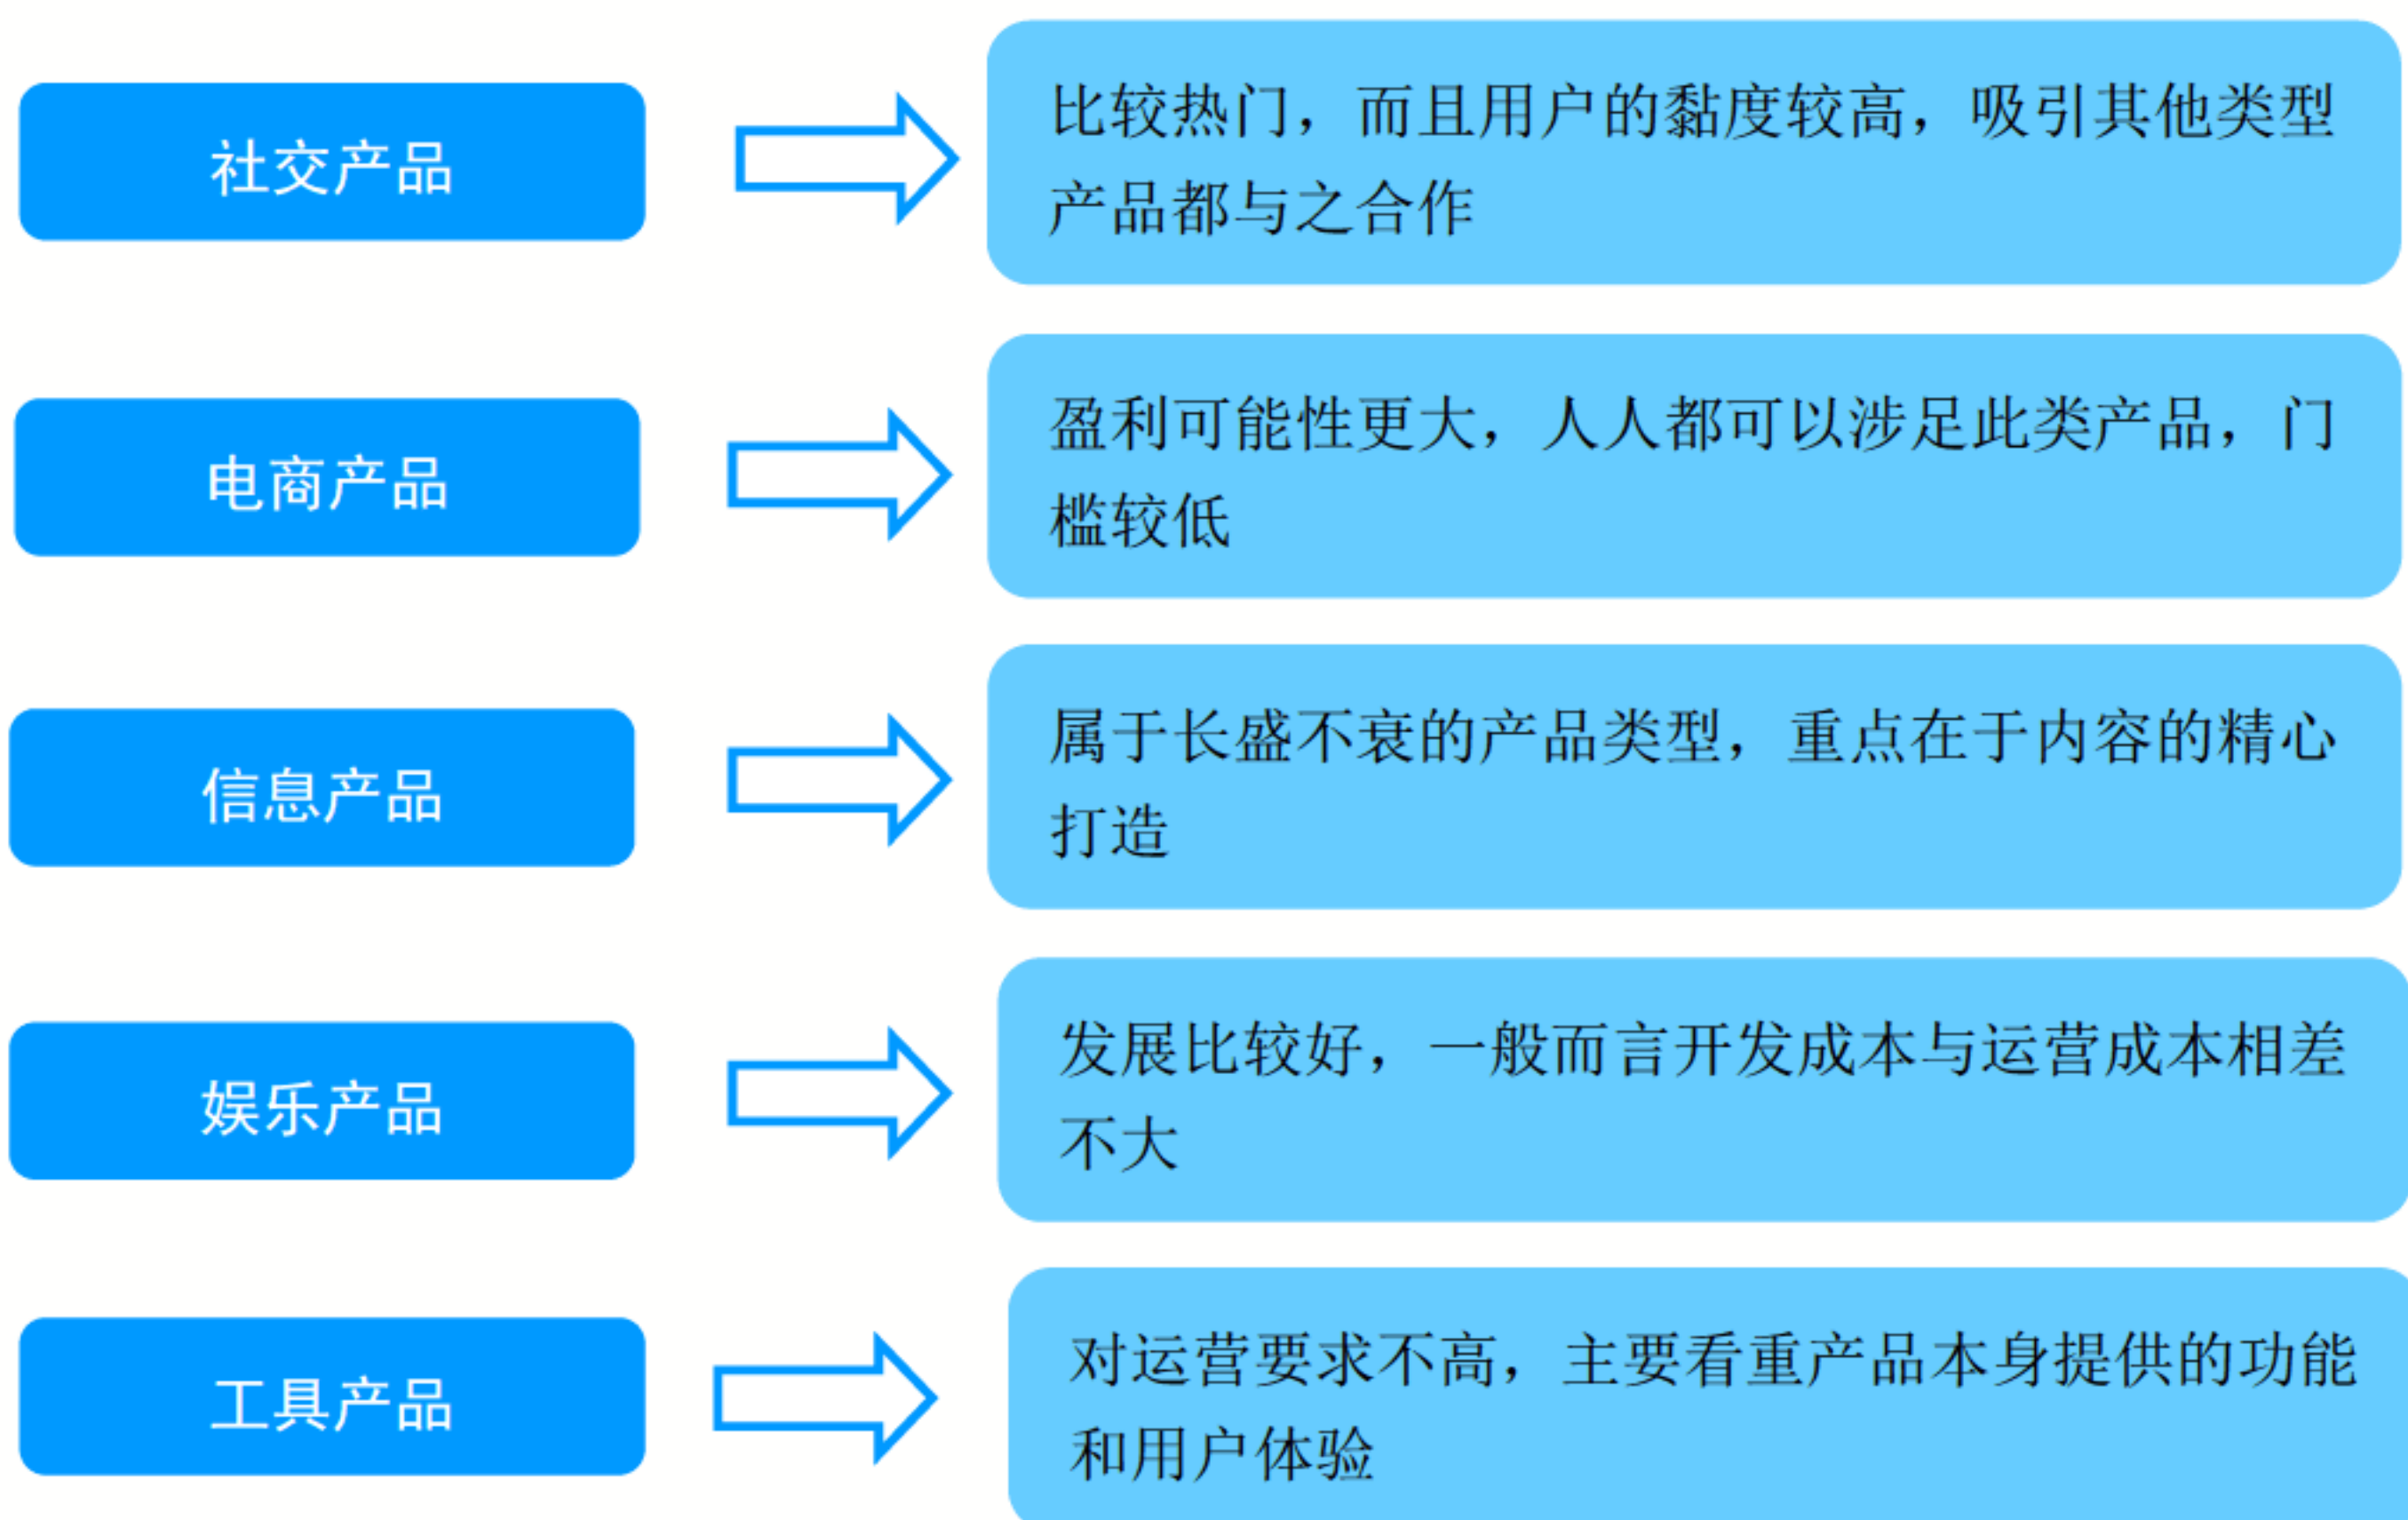 社交产品
比较热门，而且用户的黏度较高，吸引其他类型
产品都与之合作
电商产品
盈利可能性更大，人人都可以涉足此类产品，门
槛较低
信息产品
属于长盛不衰的产品类型，重点在于内容的精心
打造
娱乐产品
发展比较好，一般而言开发成本与运营成本相差
不大
工具产品
对运营要求不高，主要看重产品本身提供的功能
和用户体验